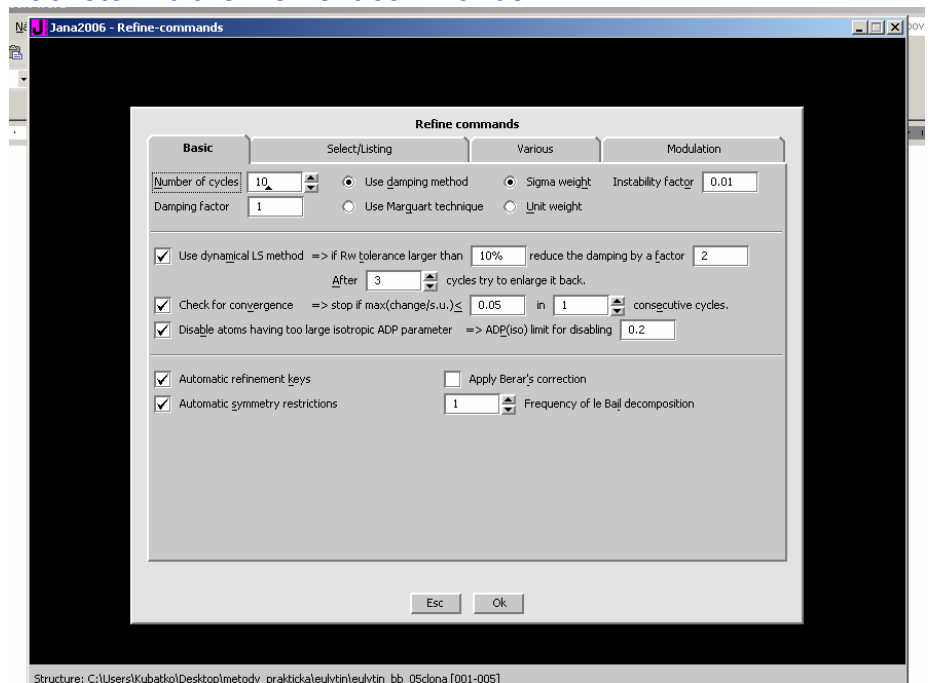 Jana2006 - Refine-commands
Refine commands
Basic Select/Listing Various Modulation
Number of cycles 10 Use damping method Sigma weight Instability factor 0.01
Damping factor 1 Use Marquart technique Unit weight
Use dynamical LS method => if Rw tolerance larger than 10% reduce the damping by a factor 2
After 3 cycles try to enlarge it back.
Check for convergence => stop if max(change/s.u.)< 0.05 in 1 consecutive cycles.
Disable atoms having too large isotropic ADP parameter => ADP(iso) limit for disabling 0.2
Automatic refinement keys Apply Berar's correction
Automatic symmetry restrictions 1 Frequency of le Bail decomposition
Esc Ok
Structure: C:\Users\Kubatko\Desktop\metody_prakticka\eulytin\eulytin_bb_05clona [001-005]